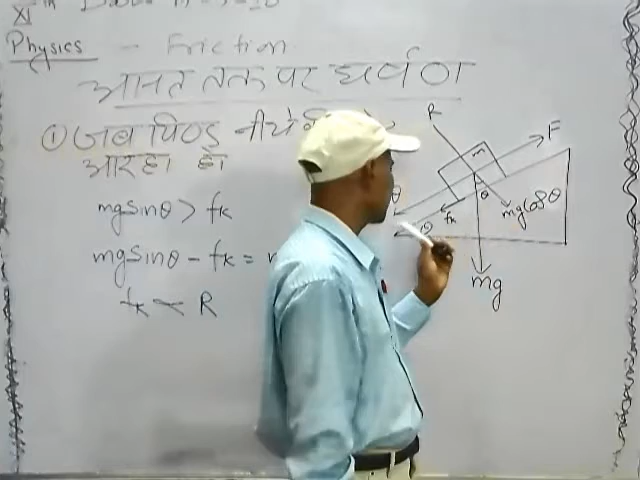 XI
Physics - Friction
आनत तल पर घर्षण
① जब पिण्ड नीचे
आ रहा हो
mgsinθ > fk
mgsinθ - fk =
fk < R
R
F
m
θ
θ
fk
mgcosθ
θ
mg